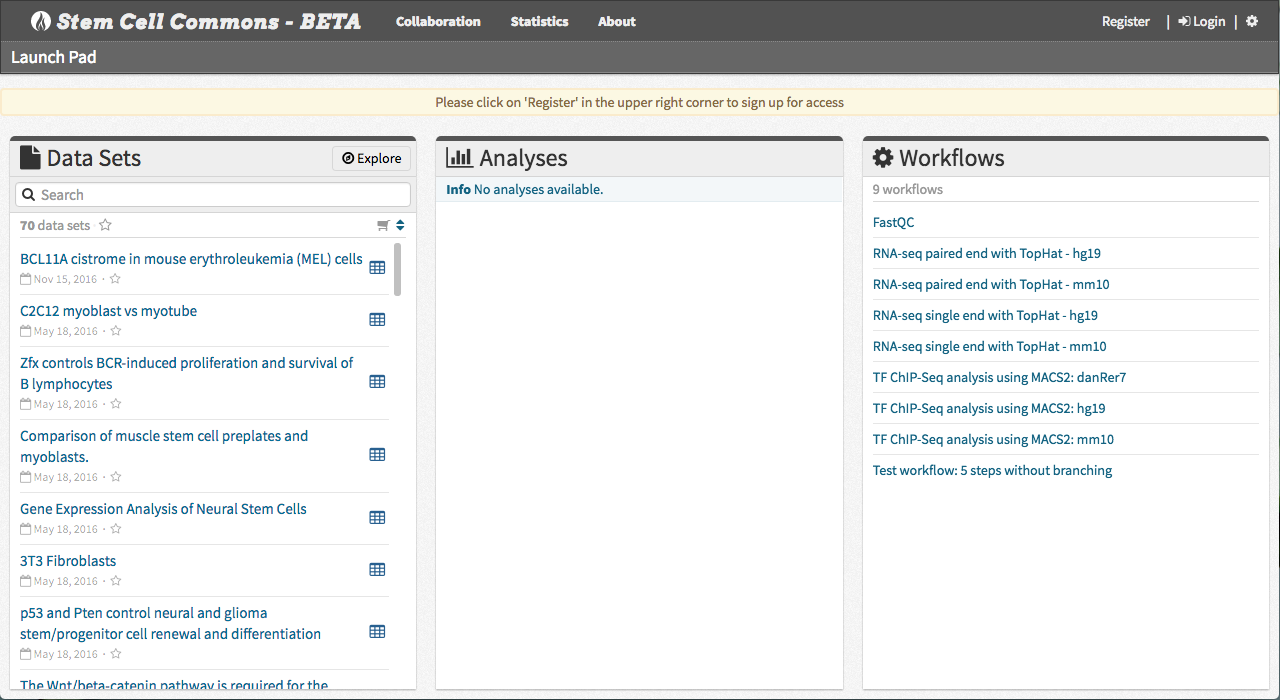 Stem Cell Commons - BETA
Collaboration
Statistics
About
Register | Login |
Launch Pad
Please click on 'Register' in the upper right corner to sign up for access
Data Sets
Explore
Search
70 data sets
BCL11A cistrome in mouse erythroleukemia (MEL) cells
Nov 15, 2016 ·
C2C12 myoblast vs myotube
May 18, 2016 ·
Zfx controls BCR-induced proliferation and survival of
B lymphocytes
May 18, 2016 ·
Comparison of muscle stem cell preplates and
myoblasts.
May 18, 2016 ·
Gene Expression Analysis of Neural Stem Cells
May 18, 2016 ·
3T3 Fibroblasts
May 18, 2016 ·
p53 and Pten control neural and glioma
stem/progenitor cell renewal and differentiation
May 18, 2016 ·
The Wnt/beta-catenin pathway is required for the
Analyses
Info No analyses available.
Workflows
9 workflows
FastQC
RNA-seq paired end with TopHat - hg19
RNA-seq paired end with TopHat - mm10
RNA-seq single end with TopHat - hg19
RNA-seq single end with TopHat - mm10
TF ChIP-Seq analysis using MACS2: danRer7
TF ChIP-Seq analysis using MACS2: hg19
TF ChIP-Seq analysis using MACS2: mm10
Test workflow: 5 steps without branching